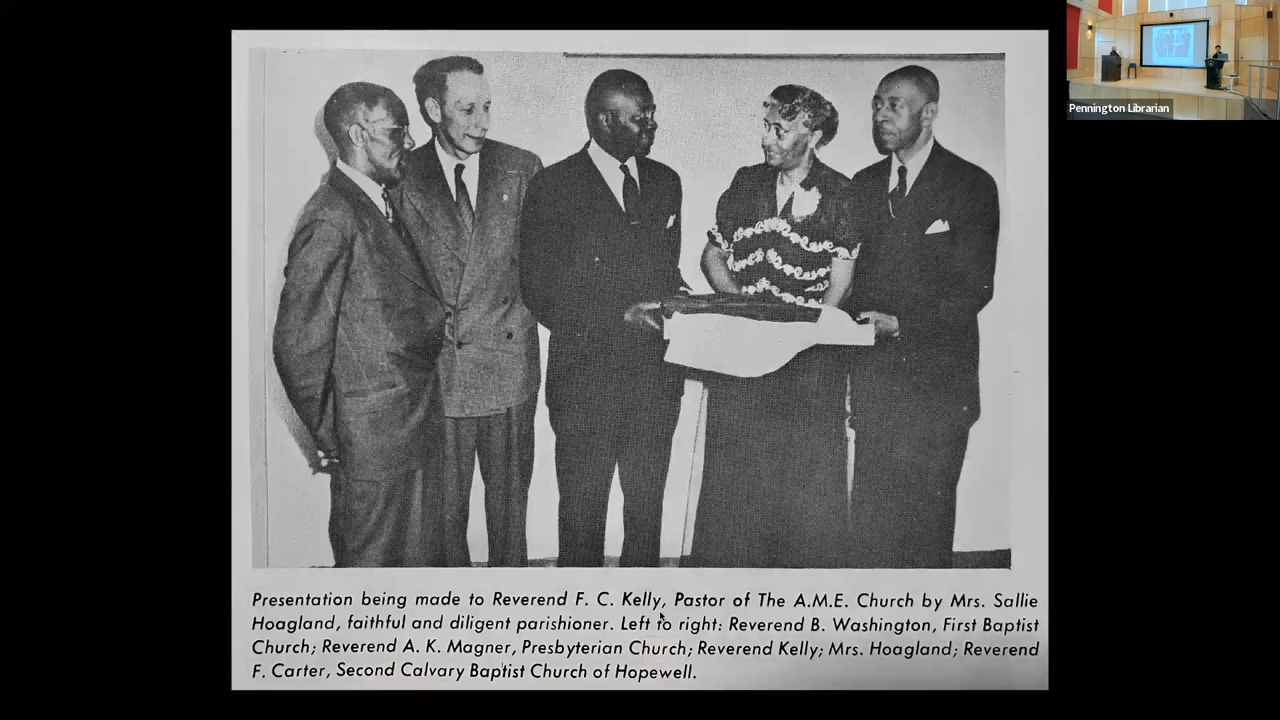 Pennington Librarian
Presentation being made to Reverend F. C. Kelly, Pastor of The A.M.E. Church by Mrs. Sallie
Hoagland, faithful and diligent parishioner. Left to right: Reverend B. Washington, First Baptist
Church; Reverend A. K. Magner, Presbyterian Church; Reverend Kelly; Mrs. Hoagland; Reverend
F. Carter, Second Calvary Baptist Church of Hopewell.